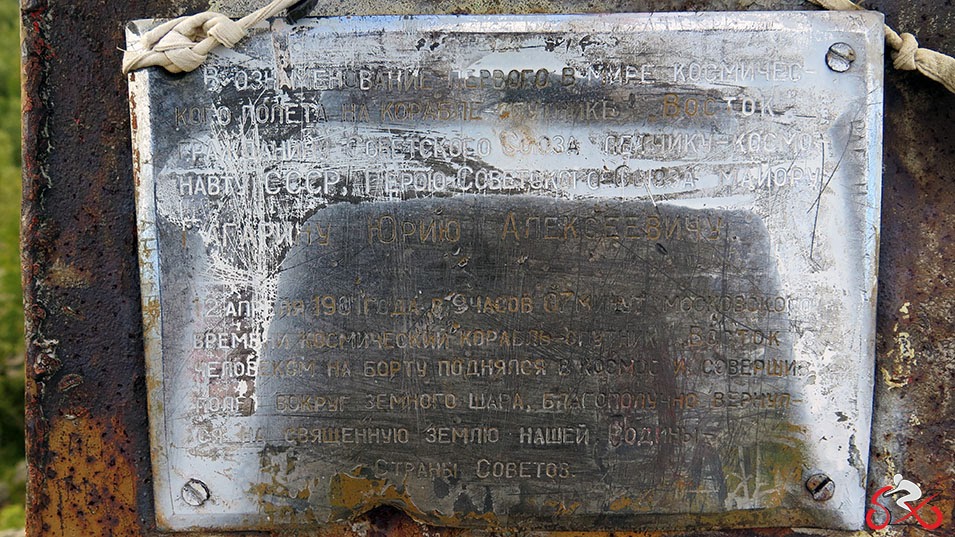 В ОЗНАМЕНОВАНИЕ ПЕРВОГО В МИРЕ КОСМИЧЕС-
КОГО ПОЛЕТА НА КОРАБЛЕ-СПУТНИКЕ „ВОСТОК"
ГРАЖДАНИНУ СОВЕТСКОГО СОЮЗА ЛЕТЧИКУ-КОСМО-
НАВТУ СССР, ГЕРОЮ СОВЕТСКОГО СОЮЗА МАЙОРУ
ГАГАРИНУ ЮРИЮ АЛЕКСЕЕВИЧУ.
12 АПРЕЛЯ 1961 ГОДА В 9 ЧАСОВ 07 МИНУТ МОСКОВСКОГО
ВРЕМЕНИ КОСМИЧЕСКИЙ КОРАБЛЬ-СПУТНИК „ВОСТОК"
ЧЕЛОВЕКОМ НА БОРТУ ПОДНЯЛСЯ В КОСМОС И СОВЕРШИВ
ПОЛЕТ ВОКРУГ ЗЕМНОГО ШАРА, БЛАГОПОЛУЧНО ВЕРНУЛ-
СЯ НА СВЯЩЕННУЮ ЗЕМЛЮ НАШЕЙ РОДИНЫ-
СТРАНЫ СОВЕТОВ.